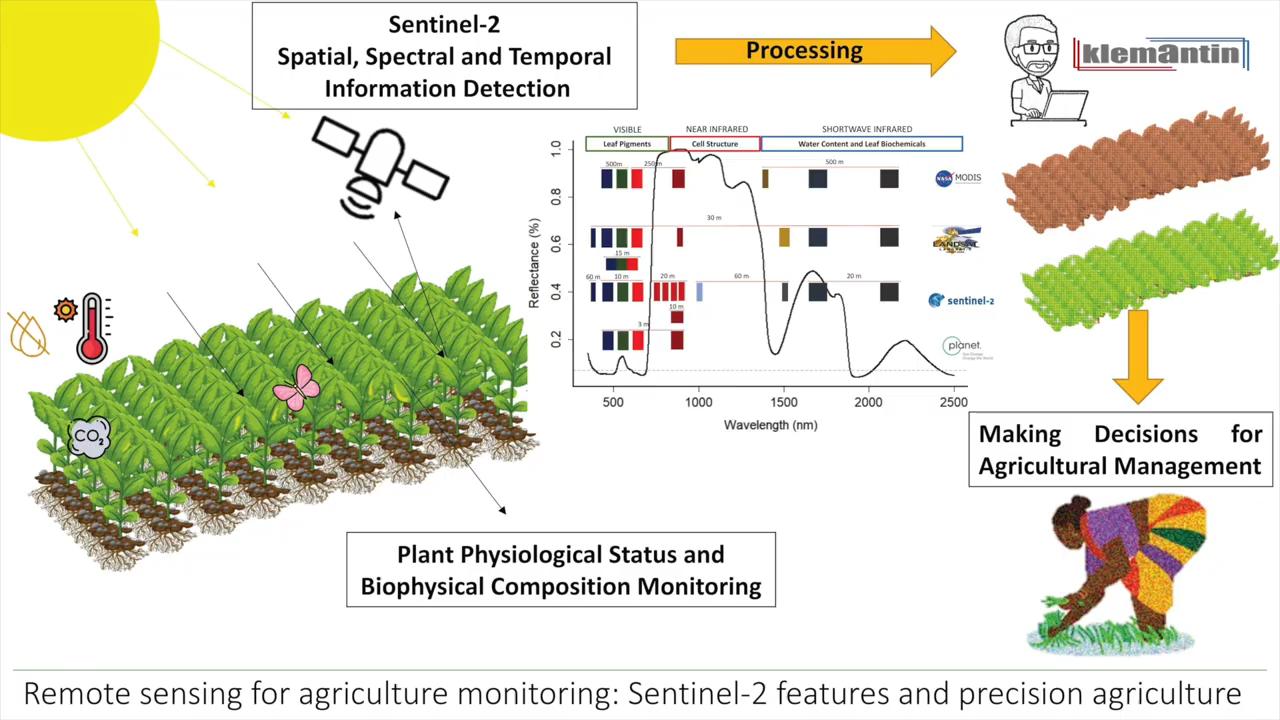 Sentinel-2
Spatial, Spectral and Temporal
Information Detection
Processing
klemantin
VISIBLE
NEAR INFRARED
SHORTWAVE INFRARED
Leaf Pigments
Cell Structure
Water Content and Leaf Biochemicals
500m
250m
500 m
NASA
MODIS
30 m
LANDSAT
15 m
60 m
10 m
20 m
60 m
20 m
sentinel-2
10 m
3 m
planet.
Reflectance (%)
1.0
0.8
0.6
0.4
0.2
500
1000
1500
2000
2500
Wavelength (nm)
CO2
Making Decisions for
Agricultural Management
Plant Physiological Status and
Biophysical Composition Monitoring
Remote sensing for agriculture monitoring: Sentinel-2 features and precision agriculture